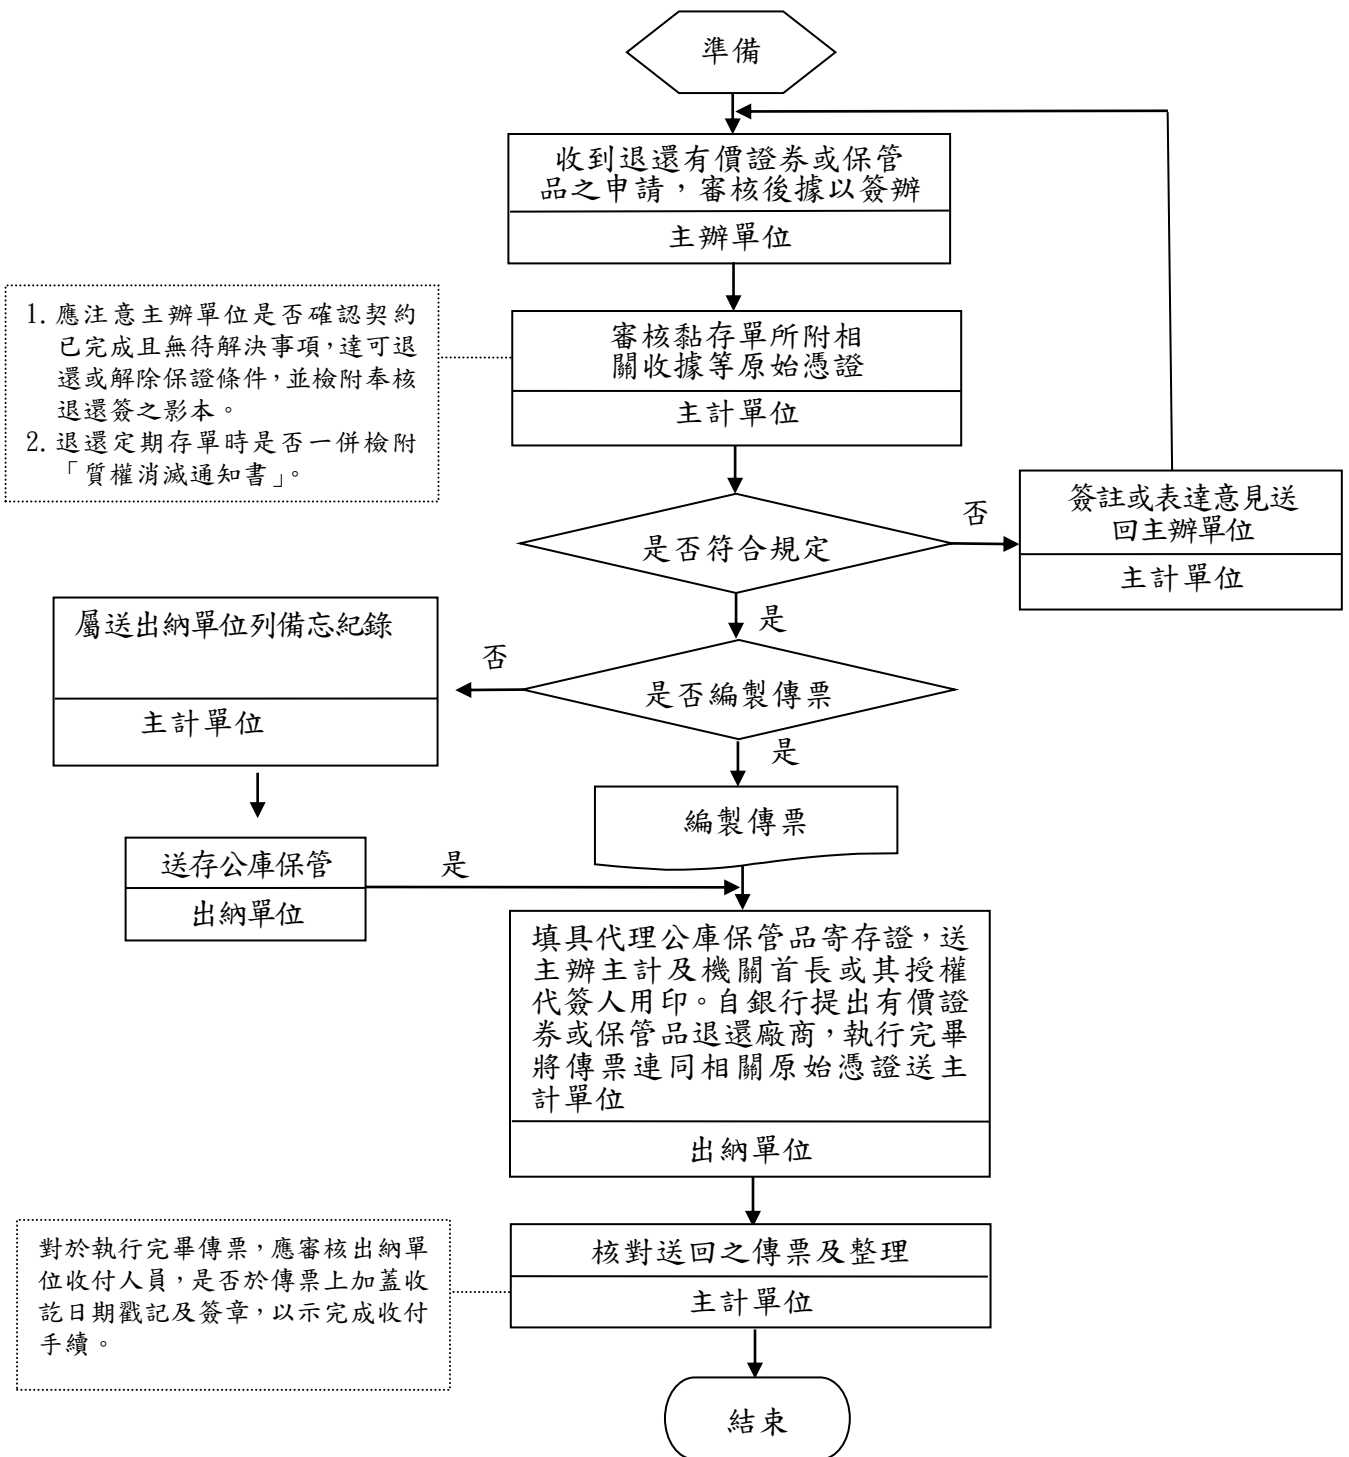 準備
收到退還有價證券或保管
品之申請，審核後據以簽辦
主辦單位
1. 應注意主辦單位是否確認契約
已完成且無待解決事項，達可退
還或解除保證條件，並檢附奉核
退還簽之影本。
2. 退還定期存單時是否一併檢附
「質權消滅通知書」。
審核黏存單所附相
關收據等原始憑證
主計單位
是否符合規定
否
簽註或表達意見送
回主辦單位
主計單位
是
是否編製傳票
否
屬送出納單位列備忘紀錄
主計單位
是
編製傳票
送存公庫保管
出納單位
是
填具代理公庫保管品寄存證，送
主辦主計及機關首長或其授權
代簽人用印。自銀行提出有價證
券或保管品退還廠商，執行完畢
將傳票連同相關原始憑證送主
計單位
出納單位
對於執行完畢傳票，應審核出納單
位收付人員，是否於傳票上加蓋收
訖日期戳記及簽章，以示完成收付
手續。
核對送回之傳票及整理
主計單位
結束